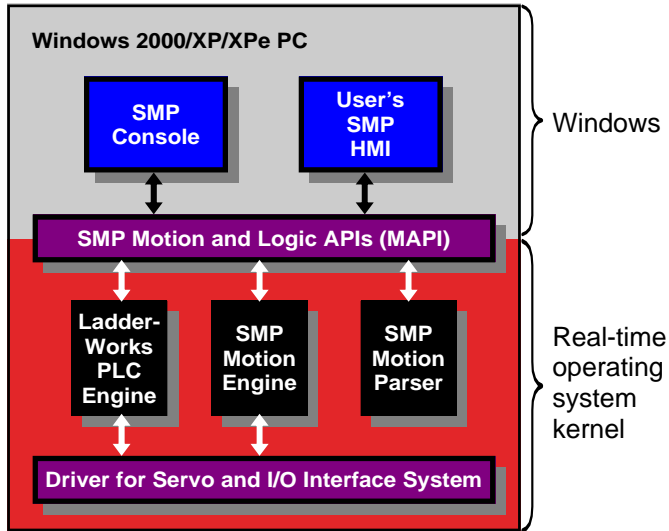 Windows 2000/XP/XPe PC
SMP
Console
User's
SMP
HMI
Windows
SMP Motion and Logic APIs (MAPI)
Ladder-
Works
PLC
Engine
SMP
Motion
Engine
SMP
Motion
Parser
Real-time
operating
system
kernel
Driver for Servo and I/O Interface System